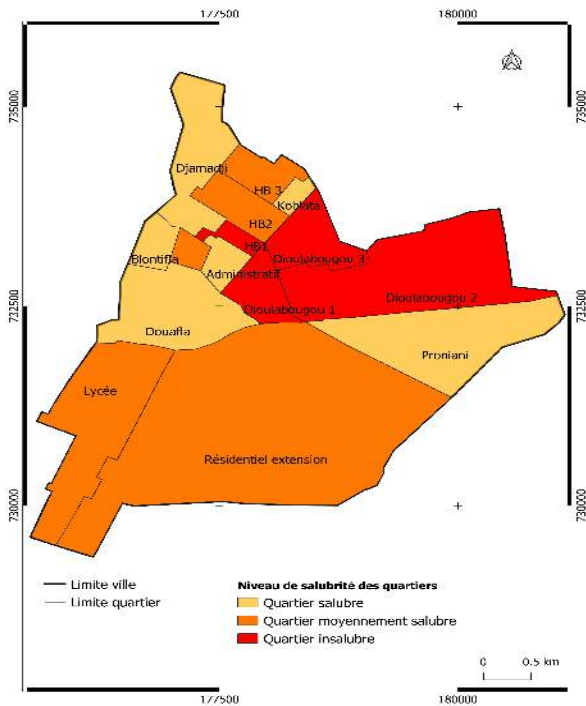 177500
180000
735000
735000
Djamadji
HB 3
Koblata
HB2
HB1
Dioulabougou 3
Blontifla
Administratif
Dioulabougou 2
732500
732500
Dioulabougou 1
Douafla
Proniani
Lycée
Résidentiel extension
730000
730000
Limite ville
Limite quartier
Niveau de salubrité des quartiers
Quartier salubre
Quartier moyennement salubre
Quartier insalubre
0
0.5 km
177500
180000